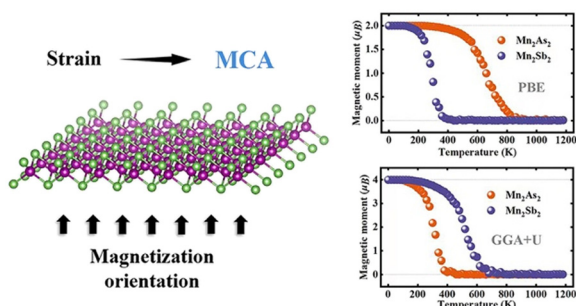 Strain
MCA
Magnetization
orientation
Magnetic moment (μB)
2.0
1.5
1.0
0.5
0.0
Mn₂As₂
Mn₂Sb₂
PBE
0 200 400 600 800 1000 1200
Temperature (K)
Magnetic moment (μB)
4
3
2
1
0
Mn₂As₂
Mn₂Sb₂
GGA+U
0 200 400 600 800 1000 1200
Temperature (K)